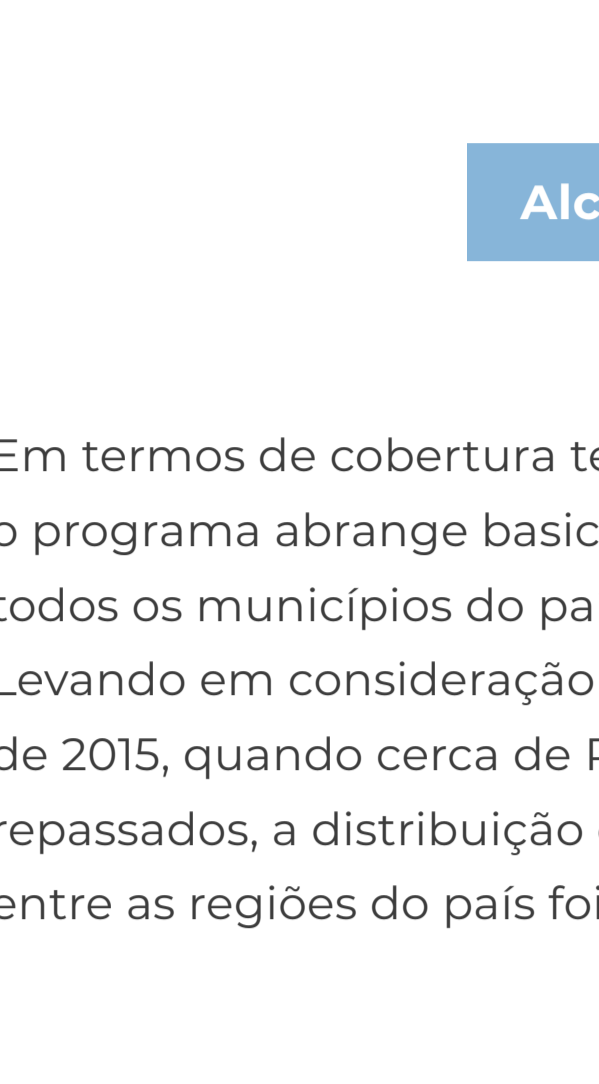 Alc
Em termos de cobertura te
o programa abrange basic
todos os municípios do pa
Levando em consideração
de 2015, quando cerca de
repassados, a distribuição
entre as regiões do país foi